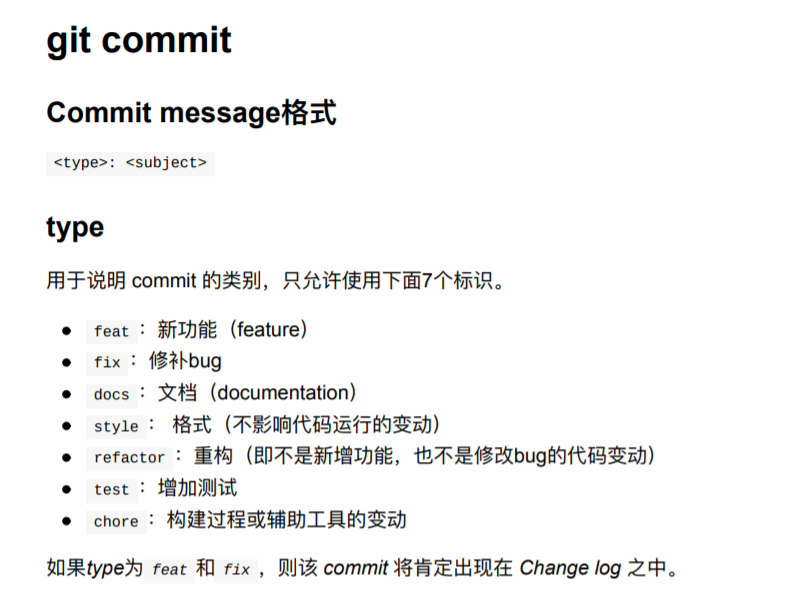 git commit
Commit message格式
<type>: <subject>
type
用于说明 commit 的类别，只允许使用下面7个标识。
● feat： 新功能（feature）
● fix： 修补bug
● docs： 文档（documentation）
● style： 格式（不影响代码运行的变动）
● refactor： 重构（即不是新增功能，也不是修改bug的代码变动）
● test： 增加测试
● chore： 构建过程或辅助工具的变动
如果type为 feat 和 fix ，则该 commit 将肯定出现在 Change log 之中。